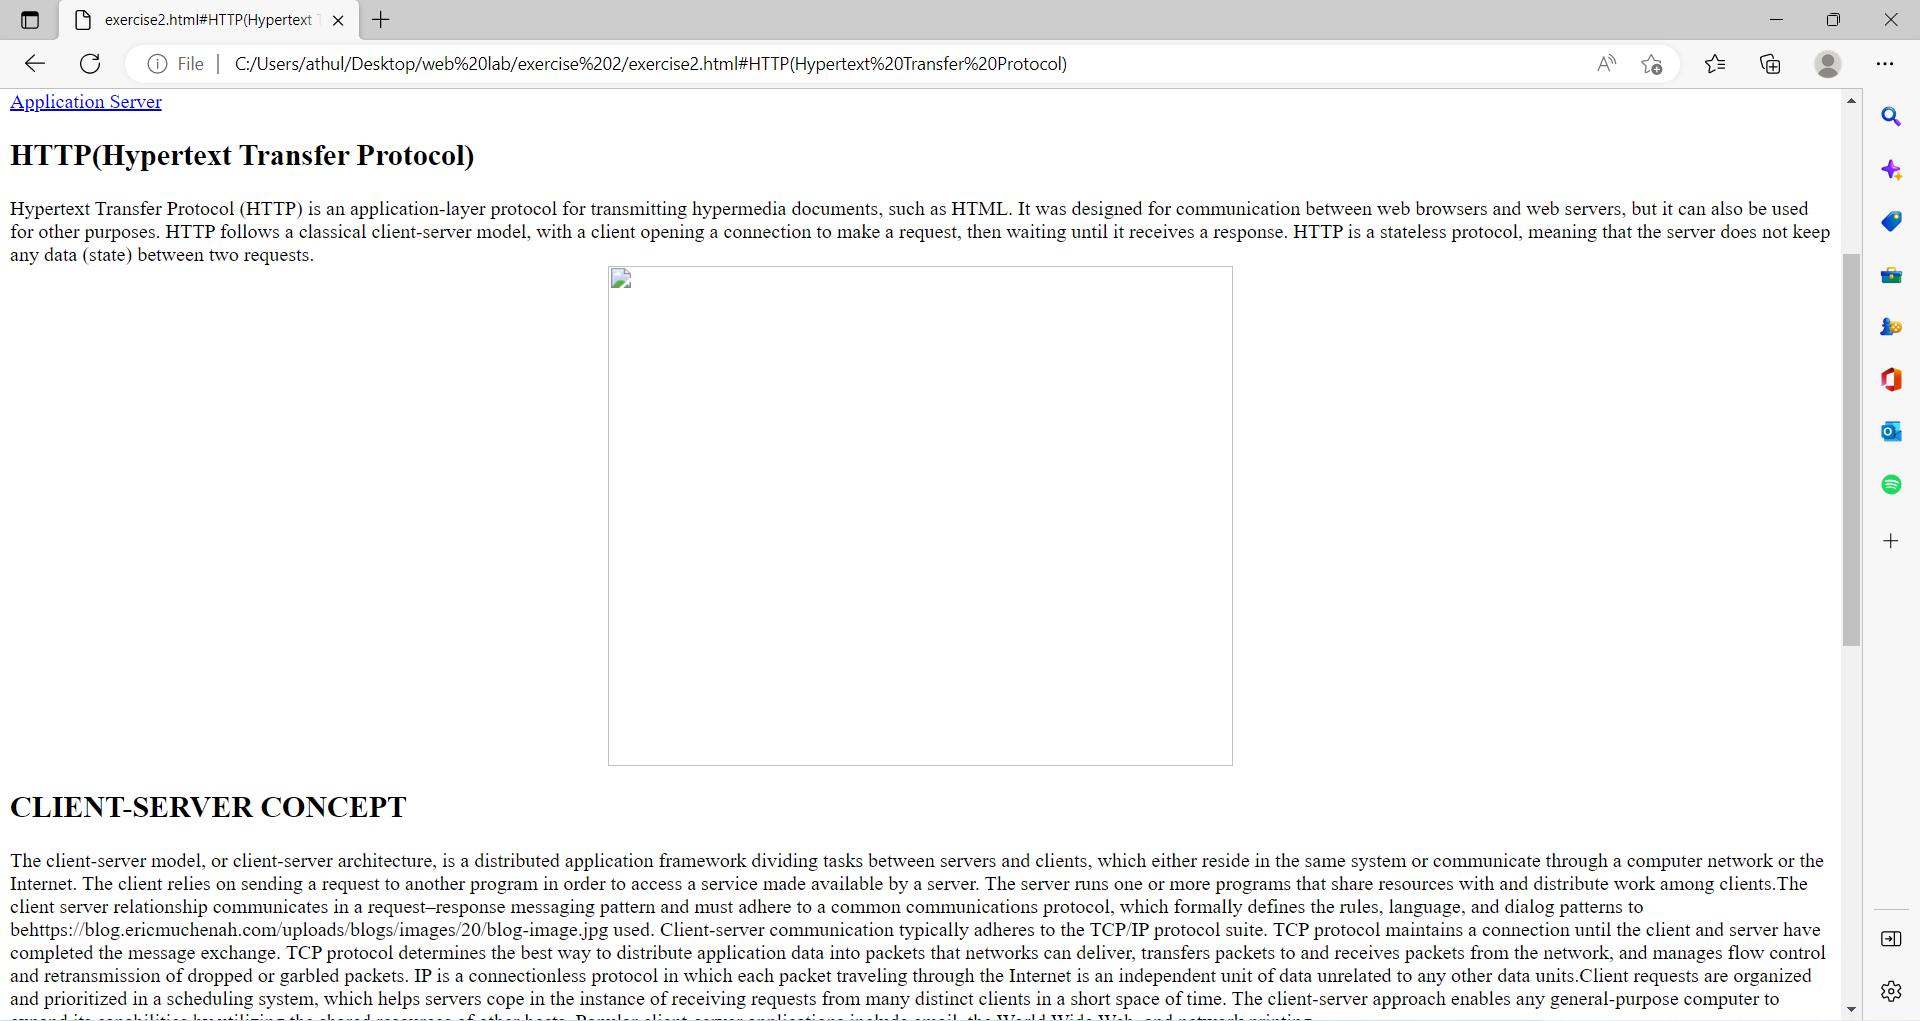 exercise2.html#HTTP(Hypertext
File
C:/Users/athul/Desktop/web%20lab/exercise%202/exercise2.html#HTTP(Hypertext%20Transfer%20Protocol)
Application Server
HTTP(Hypertext Transfer Protocol)
Hypertext Transfer Protocol (HTTP) is an application-layer protocol for transmitting hypermedia documents, such as HTML. It was designed for communication between web browsers and web servers, but it can also be used
for other purposes. HTTP follows a classical client-server model, with a client opening a connection to make a request, then waiting until it receives a response. HTTP is a stateless protocol, meaning that the server does not keep
any data (state) between two requests.
CLIENT-SERVER CONCEPT
The client-server model, or client-server architecture, is a distributed application framework dividing tasks between servers and clients, which either reside in the same system or communicate through a computer network or the
Internet. The client relies on sending a request to another program in order to access a service made available by a server. The server runs one or more programs that share resources with and distribute work among clients.The
client server relationship communicates in a request–response messaging pattern and must adhere to a common communications protocol, which formally defines the rules, language, and dialog patterns to
behttps://blog.ericmuchenah.com/uploads/blogs/images/20/blog-image.jpg used. Client-server communication typically adheres to the TCP/IP protocol suite. TCP protocol maintains a connection until the client and server have
completed the message exchange. TCP protocol determines the best way to distribute application data into packets that networks can deliver, transfers packets to and receives packets from the network, and manages flow control
and retransmission of dropped or garbled packets. IP is a connectionless protocol in which each packet traveling through the Internet is an independent unit of data unrelated to any other data units.Client requests are organized
and prioritized in a scheduling system, which helps servers cope in the instance of receiving requests from many distinct clients in a short space of time. The client-server approach enables any general-purpose computer to